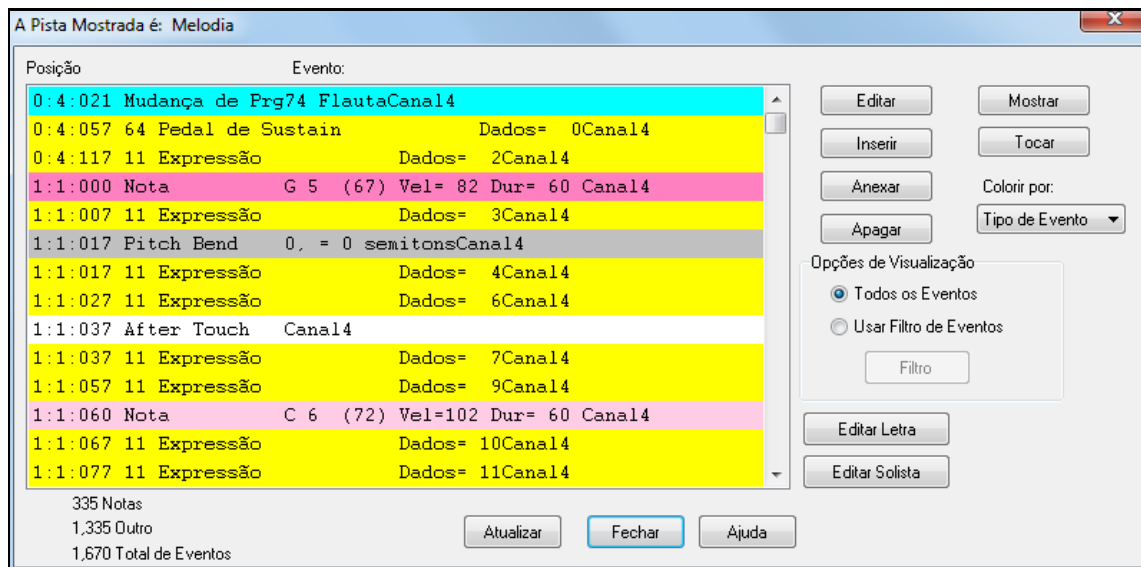 A Pista Mostrada é: Melodia
Posição Evento:
0:4:021 Mudança de Prg74 FlautaCanal4
0:4:057 64 Pedal de Sustain Dados= 0Canal4
0:4:117 11 Expressão Dados= 2Canal4
1:1:000 Nota G 5 (67) Vel= 82 Dur= 60 Canal4
1:1:007 11 Expressão Dados= 3Canal4
1:1:017 Pitch Bend 0, = 0 semitonsCanal4
1:1:017 11 Expressão Dados= 4Canal4
1:1:027 11 Expressão Dados= 6Canal4
1:1:037 After Touch Canal4
1:1:037 11 Expressão Dados= 7Canal4
1:1:057 11 Expressão Dados= 9Canal4
1:1:060 Nota C 6 (72) Vel=102 Dur= 60 Canal4
1:1:067 11 Expressão Dados= 10Canal4
1:1:077 11 Expressão Dados= 11Canal4
335 Notas
1,335 Outro
1,670 Total de Eventos
Atualizar
Fechar
Ajuda
Editar
Inserir
Anexar
Apagar
Mostrar
Tocar
Colorir por:
Tipo de Evento
Opções de Visualização
Todos os Eventos
Usar Filtro de Eventos
Filtro
Editar Letra
Editar Solista